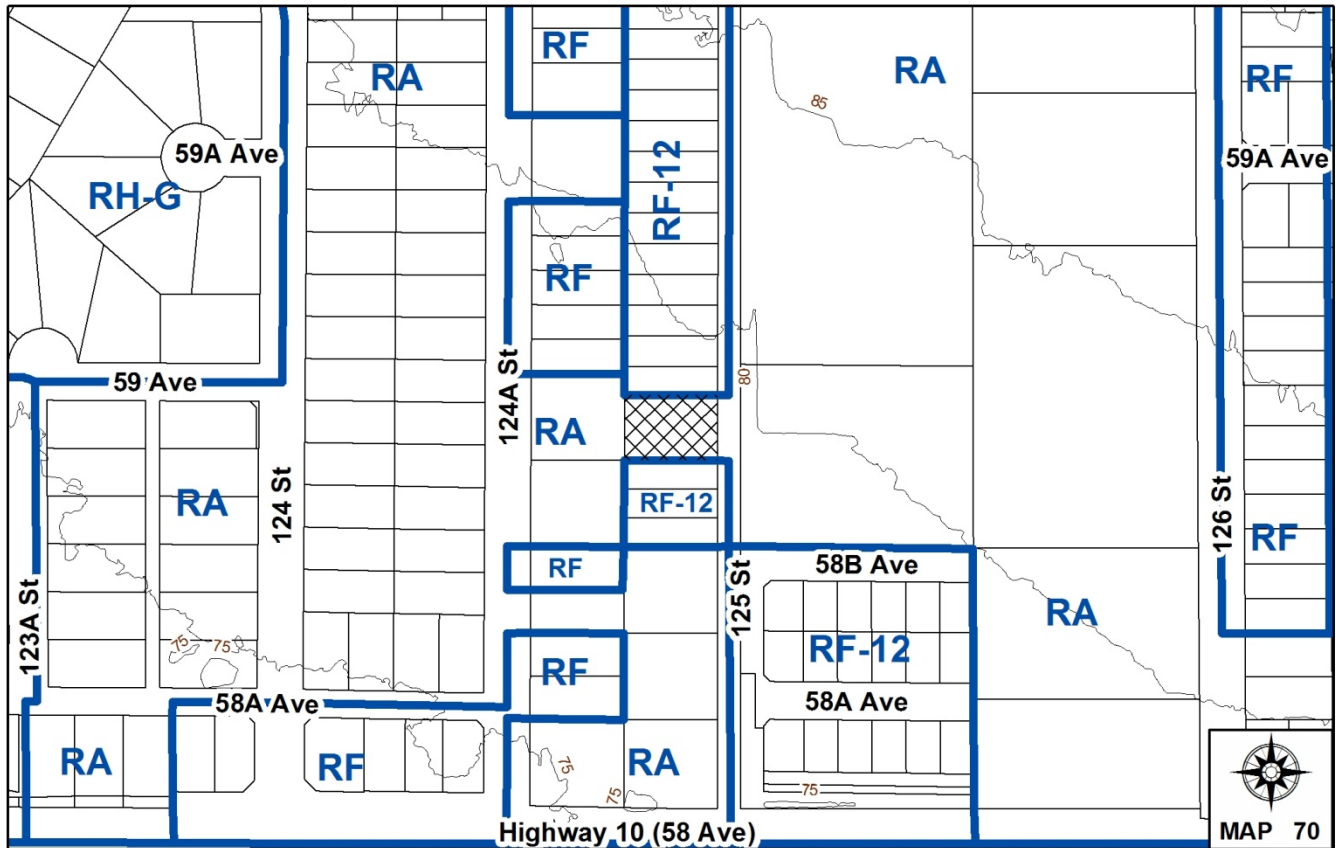 RF
RA
RA
85
RF
59A Ave
59A Ave
RF-12
RH-G
RF
124A St
59 Ave
80
RA
RA
124 St
RF-12
126 St
RF
58B Ave
RF
125 St
123A St
RA
75
75
RF-12
RF
58A Ave
58A Ave
RA
RF
75
RA
75
75
Highway 10 (58 Ave)
MAP 70